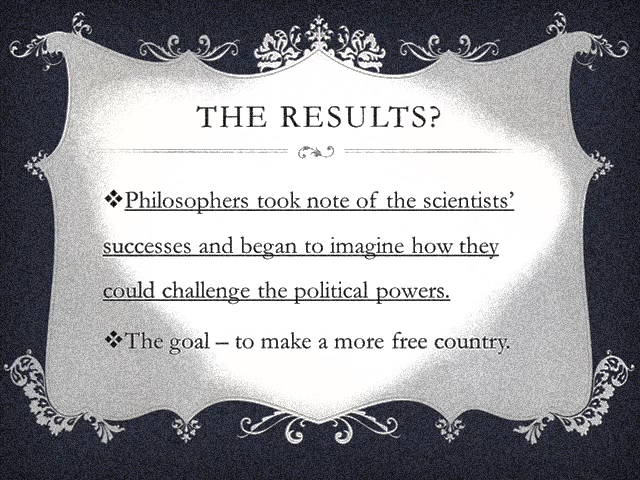 THE RESULTS?
❖Philosophers took note of the scientists’
successes and began to imagine how they
could challenge the political powers.
❖The goal – to make a more free country.